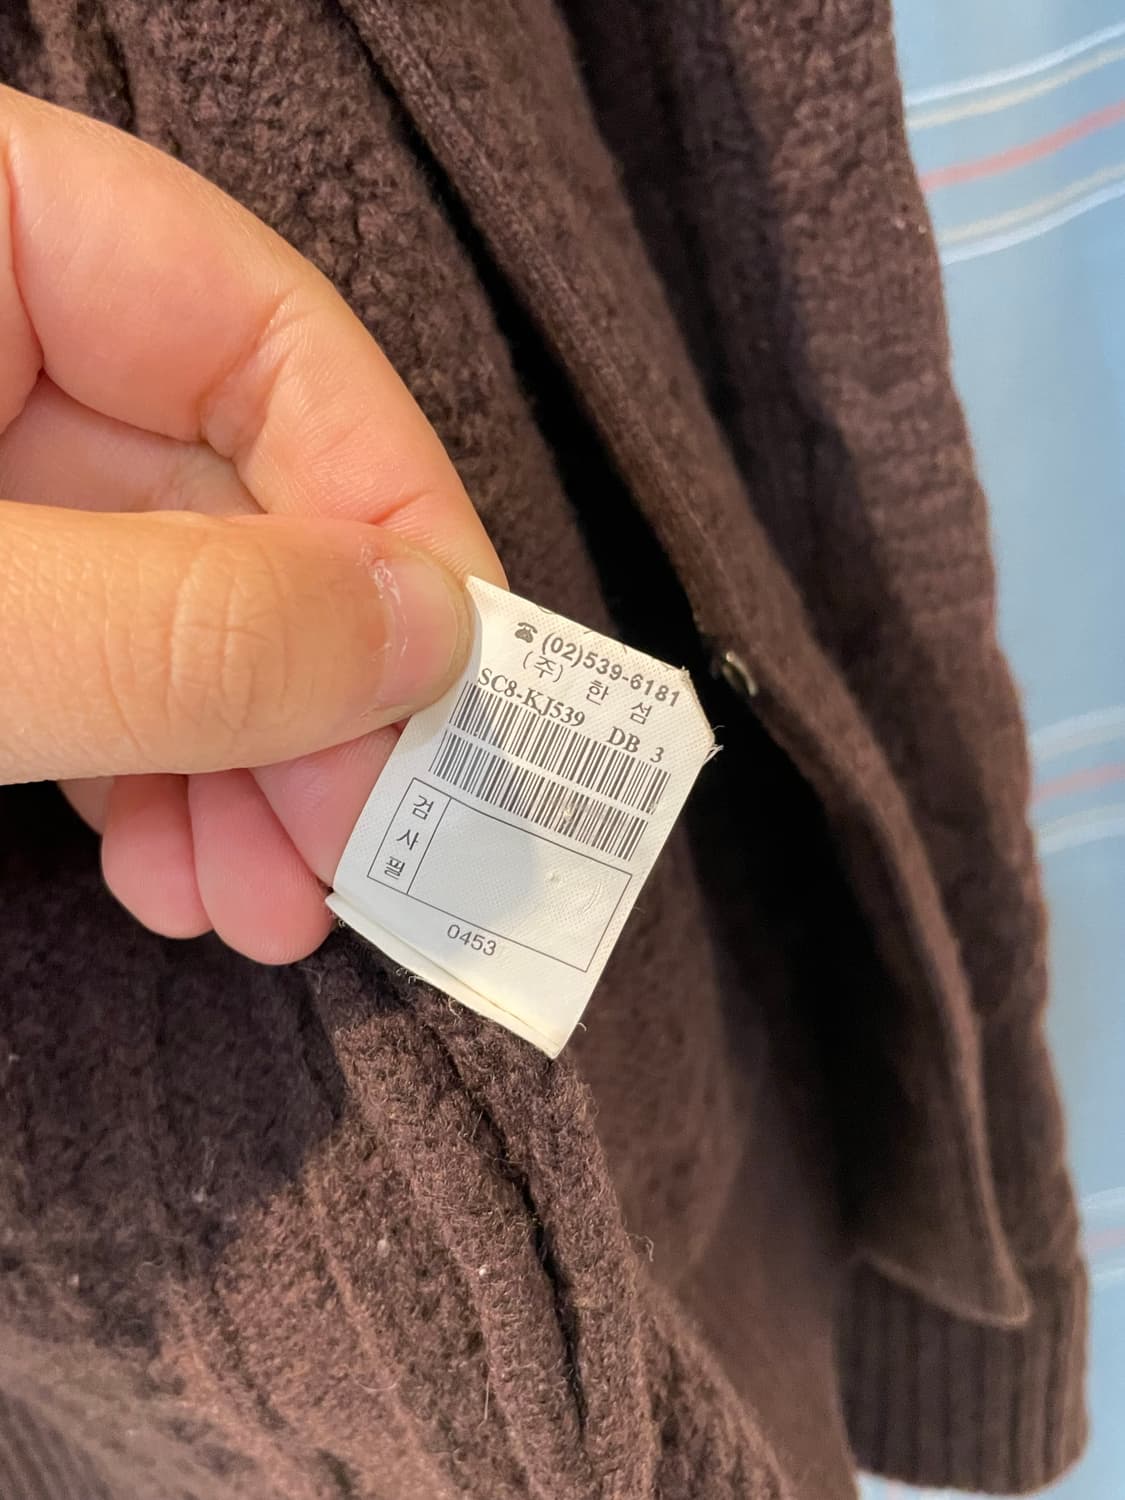 ☎ (02)539-6181
(주) 한 섬
SC8-KJ539 DB 3
검
사
필
0453